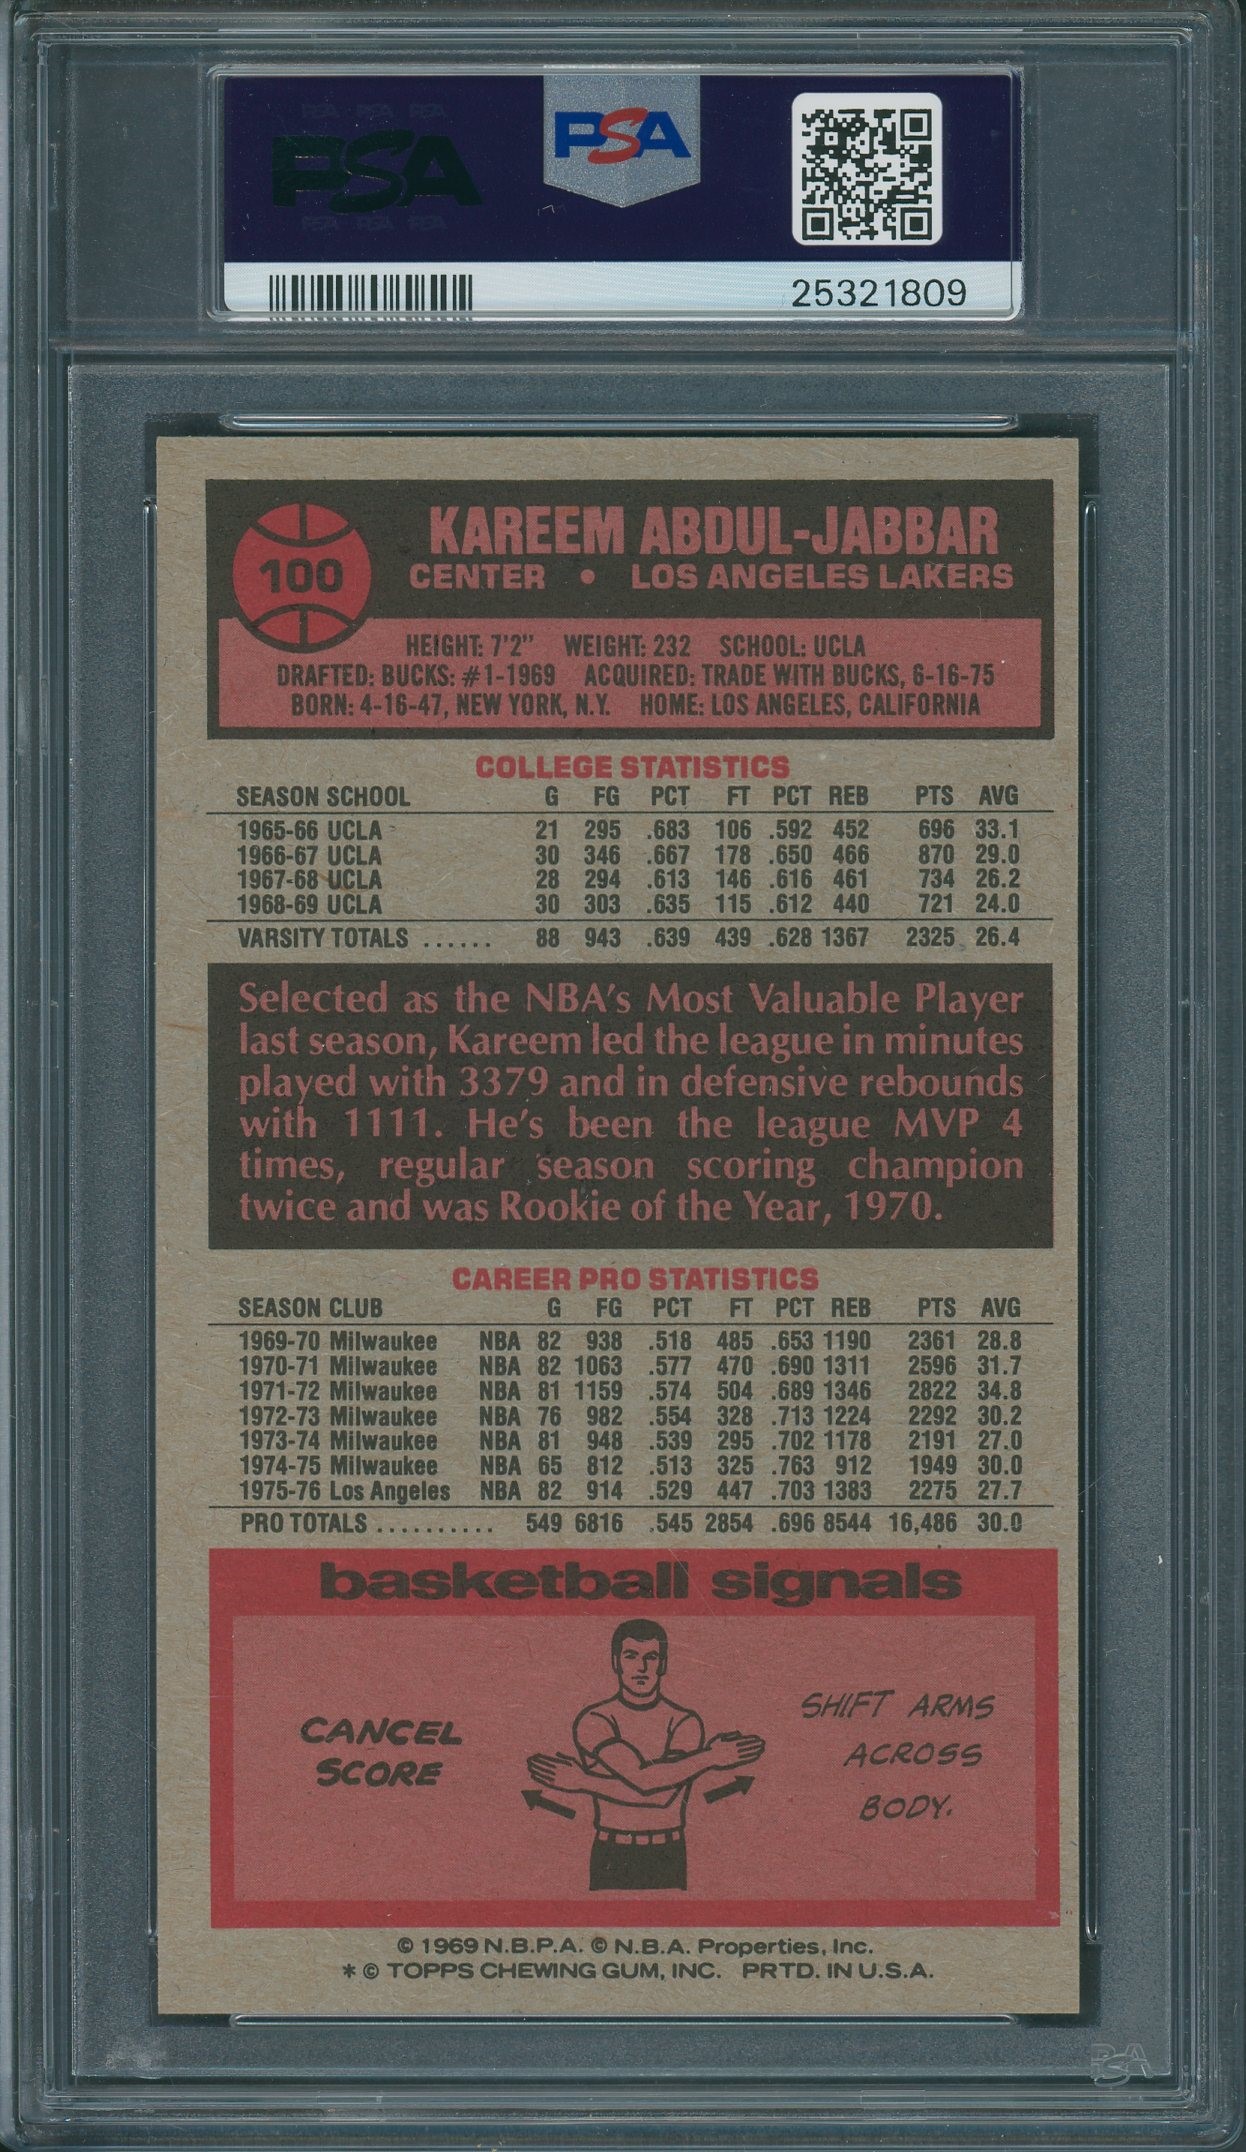 PSA PSA PSA
PSA
PSA PSA PSA
PSA
25321809
100
KAREEM ABDUL-JABBAR
CENTER • LOS ANGELES LAKERS
HEIGHT: 7'2" WEIGHT: 232 SCHOOL: UCLA
DRAFTED: BUCKS: #1-1969 ACQUIRED: TRADE WITH BUCKS, 6-16-75
BORN: 4-16-47, NEW YORK, N.Y. HOME: LOS ANGELES, CALIFORNIA
COLLEGE STATISTICS
SEASON SCHOOL G FG PCT FT PCT REB PTS AVG
1965-66 UCLA 21 295 .683 106 .592 452 696 33.1
1966-67 UCLA 30 346 .667 178 .650 466 870 29.0
1967-68 UCLA 28 294 .613 146 .616 461 734 26.2
1968-69 UCLA 30 303 .635 115 .612 440 721 24.0
VARSITY TOTALS ...... 88 943 .639 439 .628 1367 2325 26.4
Selected as the NBA's Most Valuable Player
last season, Kareem led the league in minutes
played with 3379 and in defensive rebounds
with 1111. He's been the league MVP 4
times, regular season scoring champion
twice and was Rookie of the Year, 1970.
CAREER PRO STATISTICS
SEASON CLUB G FG PCT FT PCT REB PTS AVG
1969-70 Milwaukee NBA 82 938 .518 485 .653 1190 2361 28.8
1970-71 Milwaukee NBA 82 1063 .577 470 .690 1311 2596 31.7
1971-72 Milwaukee NBA 81 1159 .574 504 .689 1346 2822 34.8
1972-73 Milwaukee NBA 76 982 .554 328 .713 1224 2292 30.2
1973-74 Milwaukee NBA 81 948 .539 295 .702 1178 2191 27.0
1974-75 Milwaukee NBA 65 812 .513 325 .763 912 1949 30.0
1975-76 Los Angeles NBA 82 914 .529 447 .703 1383 2275 27.7
PRO TOTALS .......... 549 6816 .545 2854 .696 8544 16,486 30.0
basketball signals
CANCEL
SCORE
SHIFT ARMS
ACROSS
BODY.
© 1969 N.B.P.A. © N.B.A. Properties, Inc.
* © TOPPS CHEWING GUM, INC. PRTD. IN U.S.A.
PSA